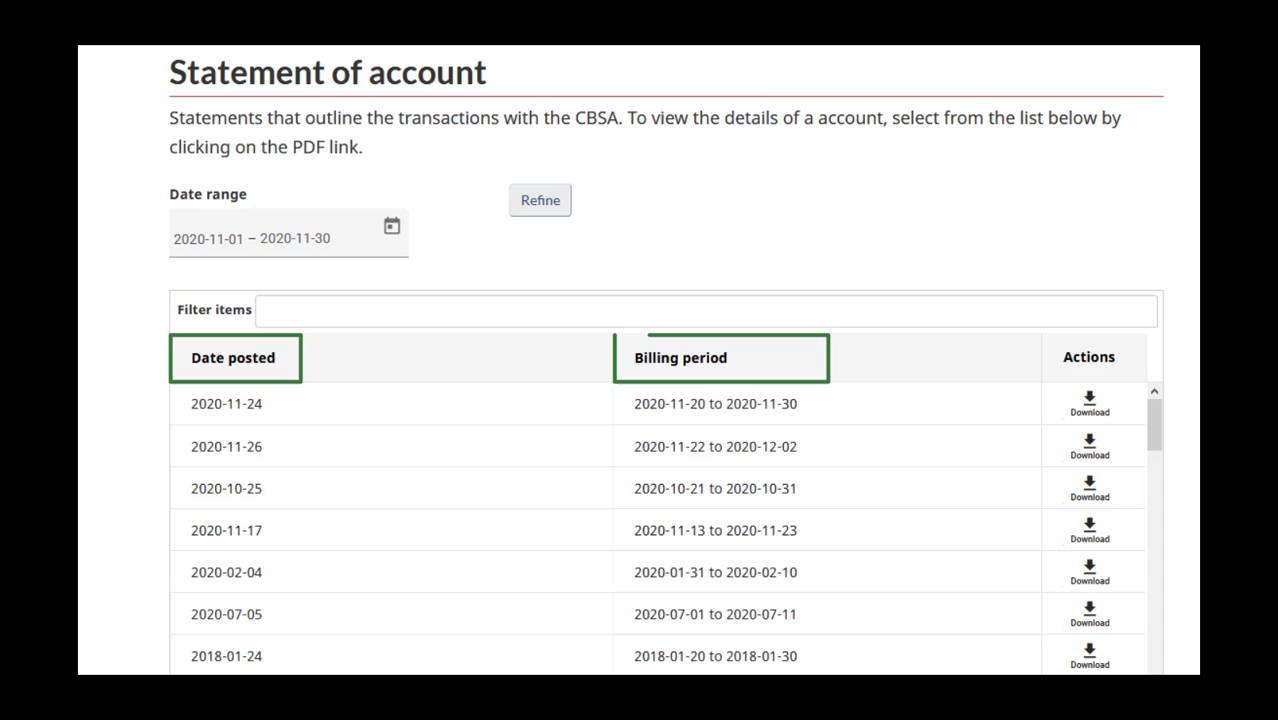 Statement of account
Statements that outline the transactions with the CBSA. To view the details of a account, select from the list below by
clicking on the PDF link.
Date range
Refine
2020-11-01 – 2020-11-30
Filter items
Date posted Billing period Actions
2020-11-24 2020-11-20 to 2020-11-30 Download
2020-11-26 2020-11-22 to 2020-12-02 Download
2020-10-25 2020-10-21 to 2020-10-31 Download
2020-11-17 2020-11-13 to 2020-11-23 Download
2020-02-04 2020-01-31 to 2020-02-10 Download
2020-07-05 2020-07-01 to 2020-07-11 Download
2018-01-24 2018-01-20 to 2018-01-30 Download